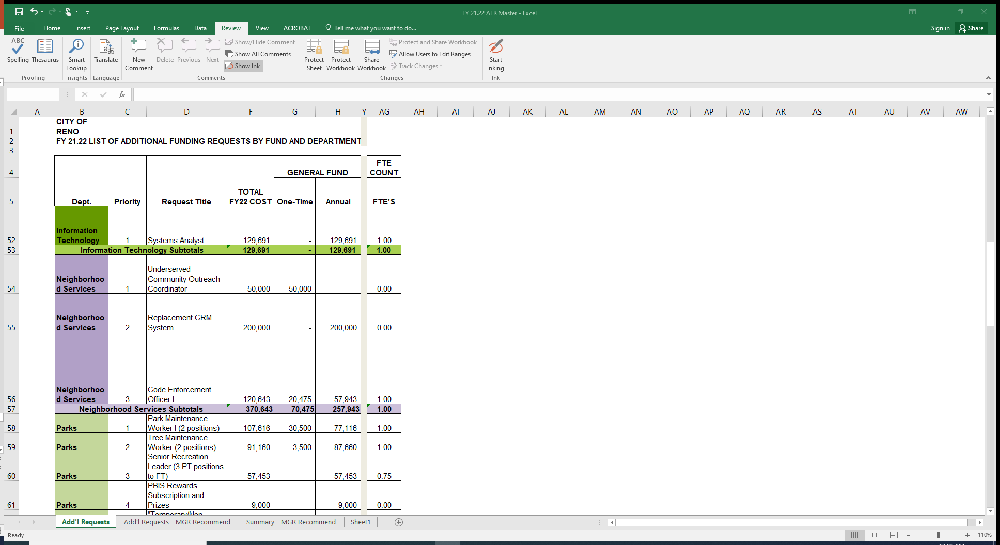 FY 21.22 AFR Master - Excel
File Home Insert Page Layout Formulas Data Review View ACROBAT Tell me what you want to do... Sign in Share
ABC
Spelling Thesaurus Smart Lookup Translate New Comment Delete Previous Next
Show/Hide Comment
Show All Comments
Show Ink
Protect Sheet Protect Workbook Share Workbook
Protect and Share Workbook
Allow Users to Edit Ranges
Track Changes
Start Inking
Proofing Insights Language Comments Changes Ink
fx
A B C D F G H Y AG AH AI AJ AK AL AM AN AO AP AQ AR AS AT AU AV AW
CITY OF
1 RENO
2 FY 21.22 LIST OF ADDITIONAL FUNDING REQUESTS BY FUND AND DEPARTMENT
3
FTE
4 GENERAL FUND COUNT
TOTAL
5 Dept. Priority Request Title FY22 COST One-Time Annual FTE'S
Information
52 Technology 1 Systems Analyst 129,691 - 129,691 1.00
53 Information Technology Subtotals 129,691 - 129,691 1.00
Underserved
Neighborhoo Community Outreach
54 d Services 1 Coordinator 50,000 50,000 0.00
Neighborhoo Replacement CRM
55 d Services 2 System 200,000 - 200,000 0.00
Neighborhoo Code Enforcement
56 d Services 3 Officer I 120,643 20,475 57,943 1.00
57 Neighborhood Services Subtotals 370,643 70,475 257,943 1.00
Park Maintenance
58 Parks 1 Worker I (2 positions) 107,616 30,500 77,116 1.00
Tree Maintenance
59 Parks 2 Worker (2 positions) 91,160 3,500 87,660 1.00
Senior Recreation
Leader (3 PT positions
60 Parks 3 to FT) 57,453 - 57,453 0.75
PBIS Rewards
Subscription and
61 Parks 4 Prizes 9,000 - 9,000 0.00
"Temporary/Non
Add'l Requests Add'l Requests - MGR Recommend Summary - MGR Recommend Sheet1
Ready 110%